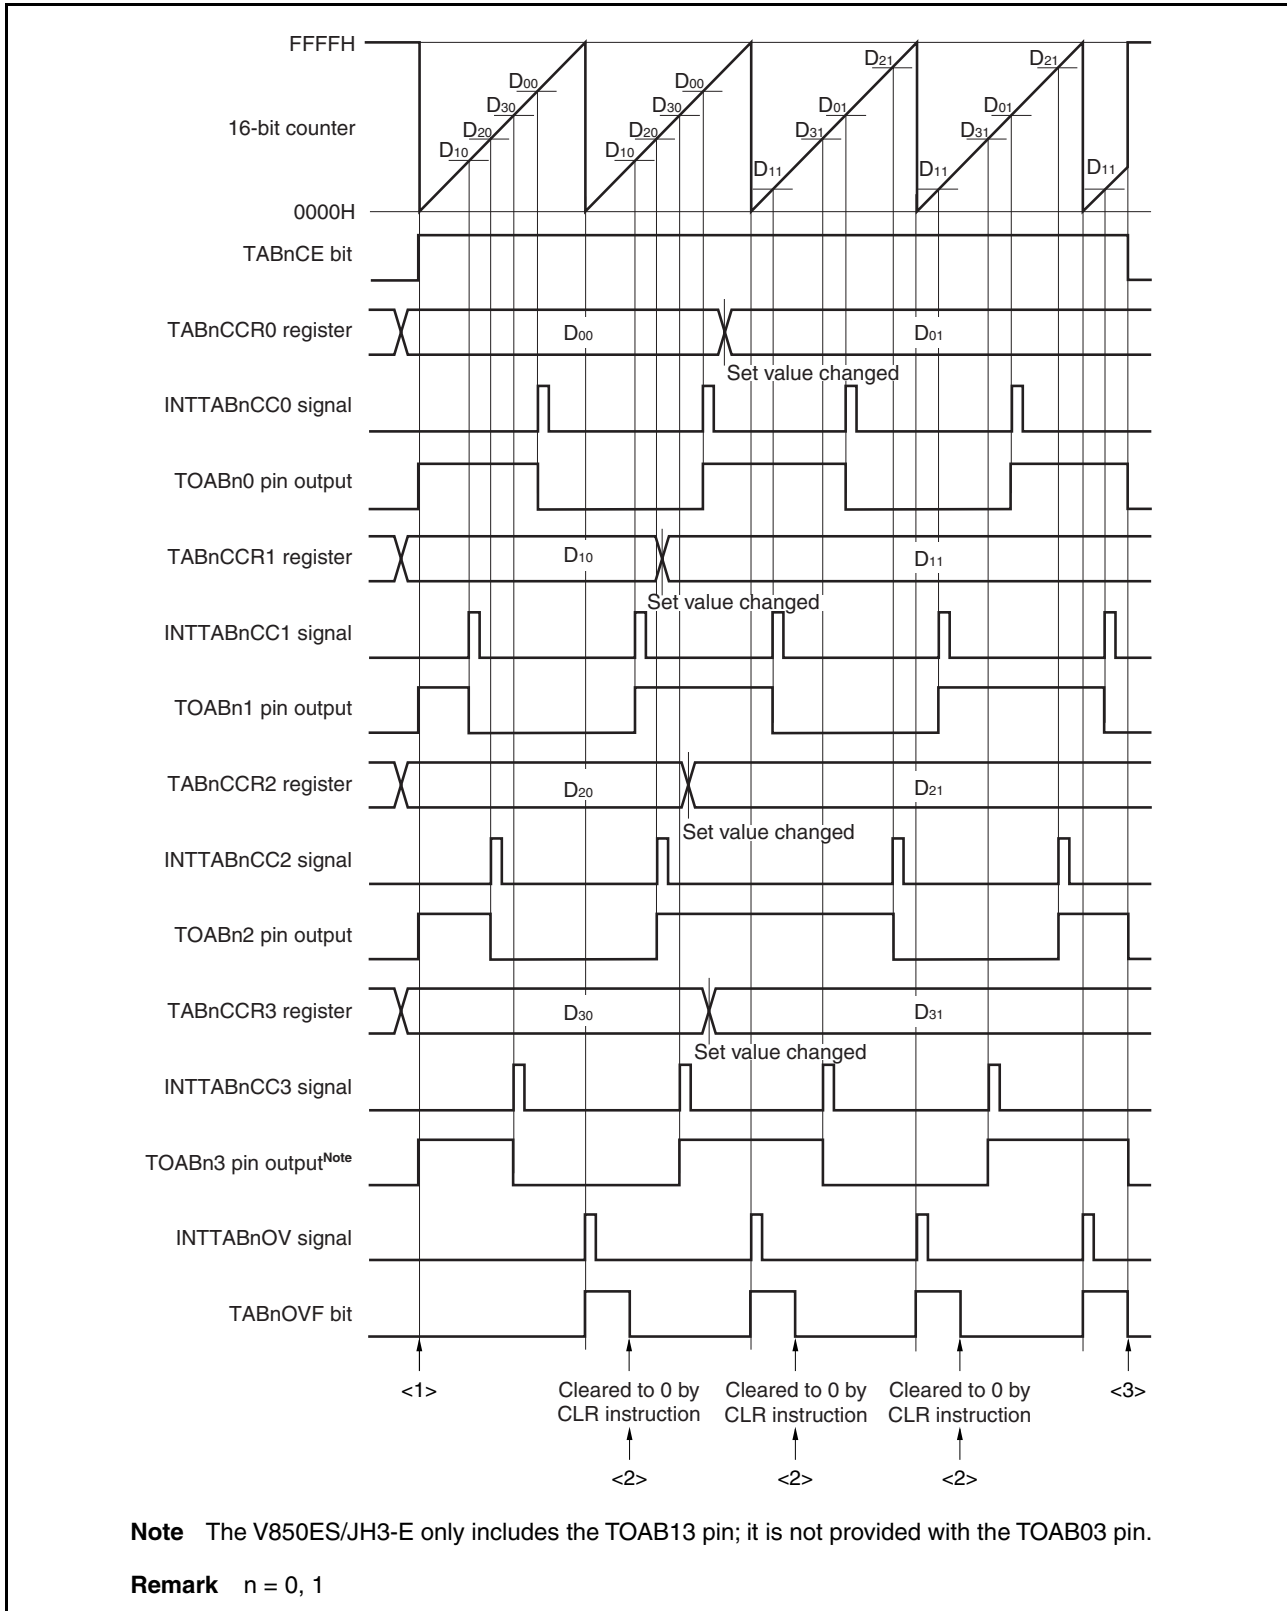 FFFFH
D21 D21
D00 D00
D30 D30 D01 D01
16-bit counter
D20 D20 D31 D31
D10 D10
D11 D11 D11
0000H
TABnCE bit
TABnCCR0 register
D00 D01
Set value changed
INTTABnCC0 signal
TOABn0 pin output
TABnCCR1 register
D10 D11
Set value changed
INTTABnCC1 signal
TOABn1 pin output
TABnCCR2 register
D20 D21
Set value changed
INTTABnCC2 signal
TOABn2 pin output
TABnCCR3 register
D30 D31
Set value changed
INTTABnCC3 signal
TOABn3 pin outputNote
INTTABnOV signal
TABnOVF bit
<1> Cleared to 0 by Cleared to 0 by Cleared to 0 by <3>
CLR instruction CLR instruction CLR instruction
<2> <2> <2>
Note The V850ES/JH3-E only includes the TOAB13 pin; it is not provided with the TOAB03 pin.
Remark n = 0, 1